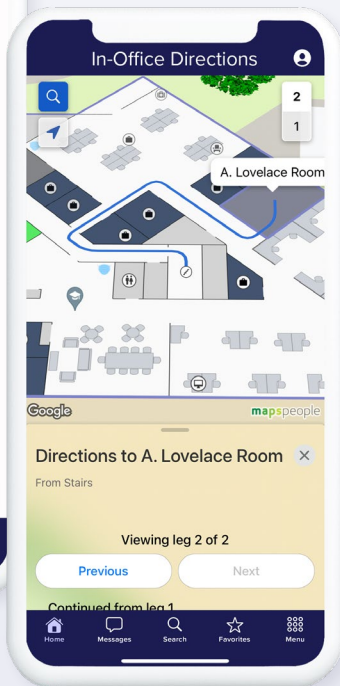 In-Office Directions
2
1
A. Lovelace Room
Google
mapspeople
Directions to A. Lovelace Room
From Stairs
Viewing leg 2 of 2
Previous
Next
Continued from leg 1
Home
Messages
Search
Favorites
Menu